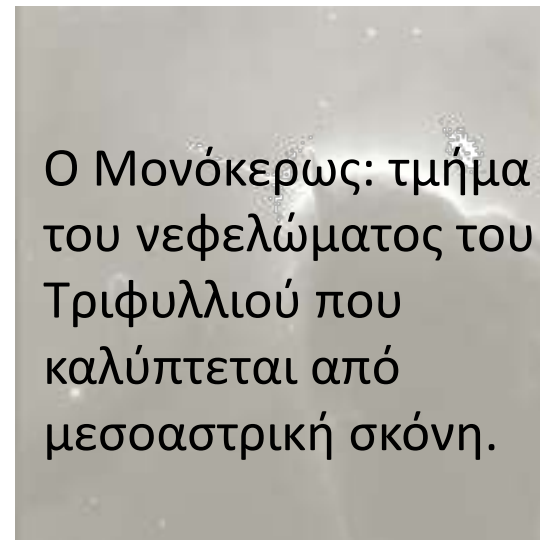 Ο Μονόκερως: τμήμα
του νεφελώματος του
Τριφυλλιού που
καλύπτεται από
μεσοαστρική σκόνη.